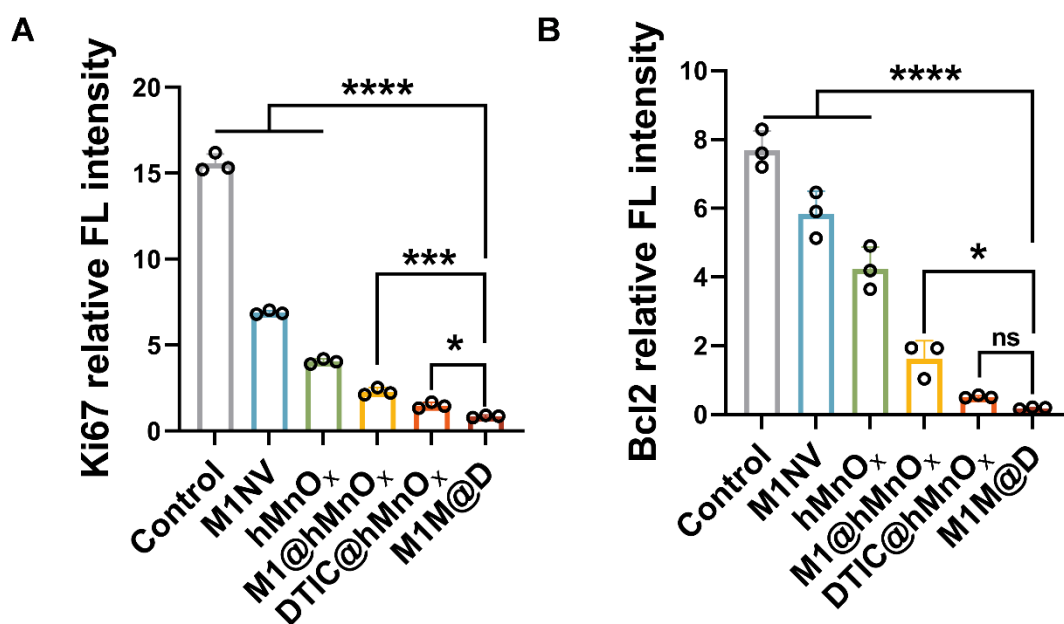 A
Ki67 relative FL intensity
20
15
10
5
0
****
***
*
Control
M1NV
hMnOₓ
M1@hMnOₓ
DTIC@hMnOₓ
M1M@D
B
Bcl2 relative FL intensity
10
8
6
4
2
0
****
*
ns
Control
M1NV
hMnOₓ
M1@hMnOₓ
DTIC@hMnOₓ
M1M@D